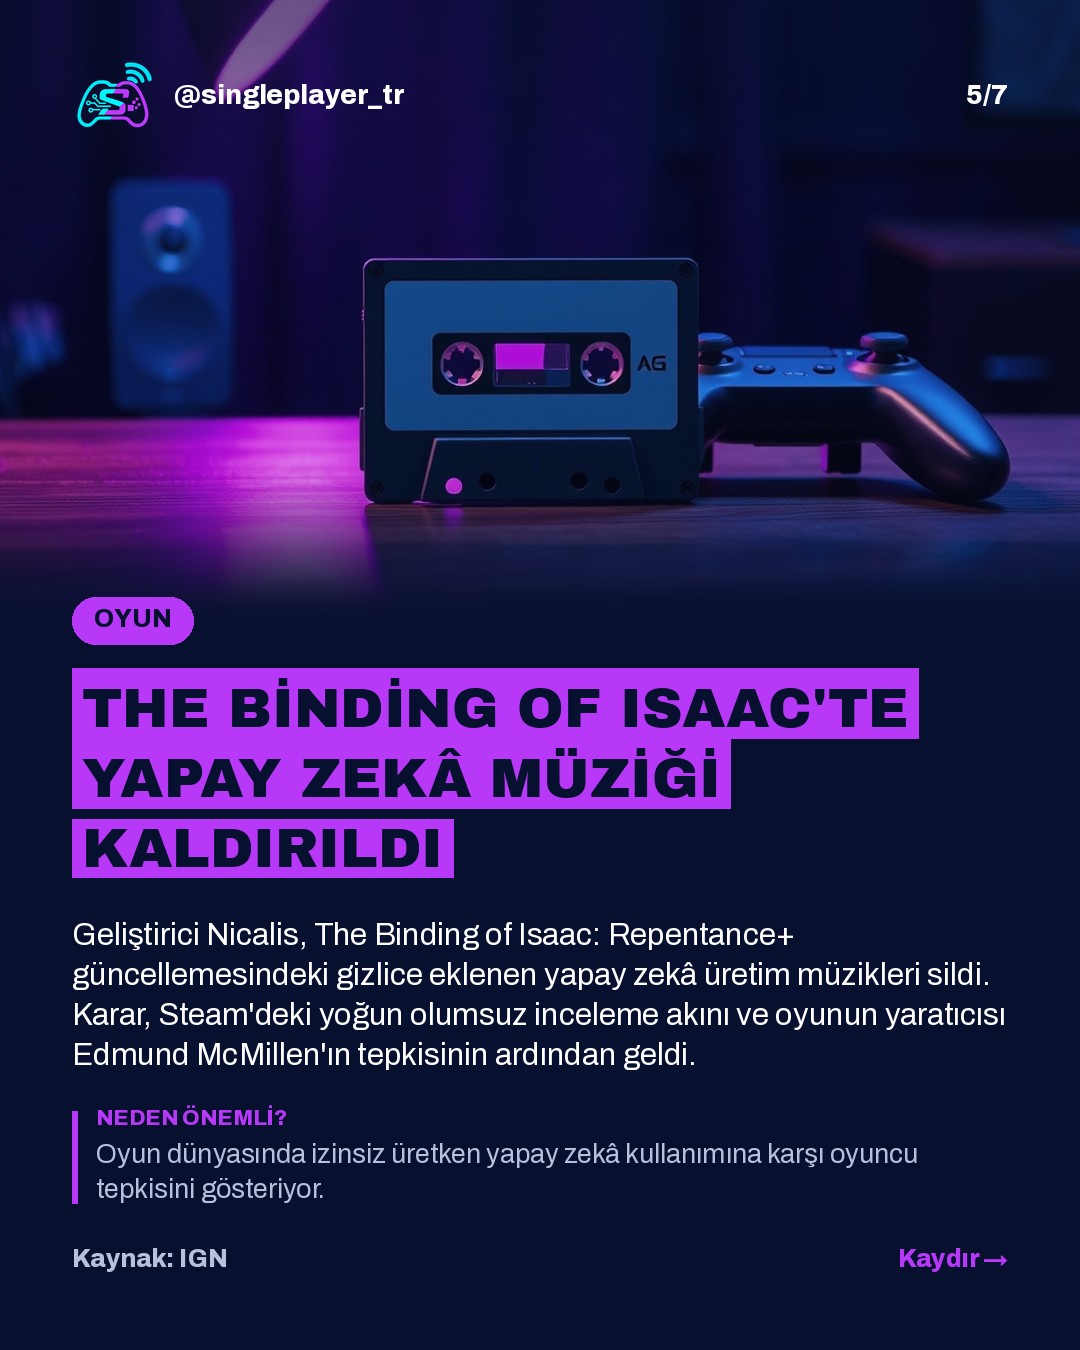 @singleplayer_tr
5/7
AG
OYUN
THE BİNDİNG OF ISAAC'TE
YAPAY ZEKÂ MÜZİĞİ
KALDIRILDI
Geliştirici Nicalis, The Binding of Isaac: Repentance+
güncellemesindeki gizlice eklenen yapay zekâ üretim müzikleri sildi.
Karar, Steam'deki yoğun olumsuz inceleme akını ve oyunun yaratıcısı
Edmund McMillen'ın tepkisinin ardından geldi.
NEDEN ÖNEMLİ?
Oyun dünyasında izinsiz üretken yapay zekâ kullanımına karşı oyuncu
tepkisini gösteriyor.
Kaynak: IGN
Kaydır→